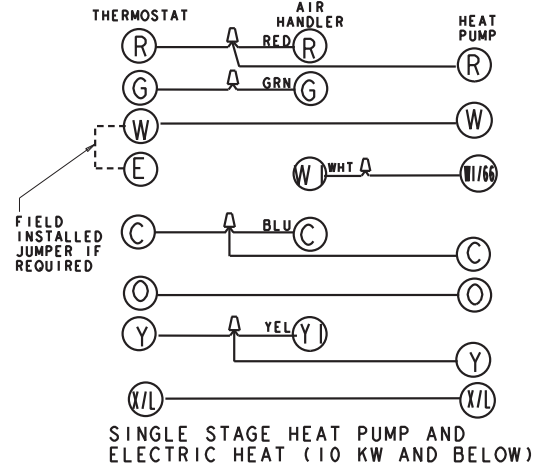 THERMOSTAT
AIR
HANDLER
HEAT
PUMP
R RED R
R
G GRN G
W W
E W1 WHT W1/66
FIELD
INSTALLED
JUMPER IF
REQUIRED
C BLU C
C
O O
Y YEL Y1
Y
X/L X/L
SINGLE STAGE HEAT PUMP AND
ELECTRIC HEAT (10 KW AND BELOW)